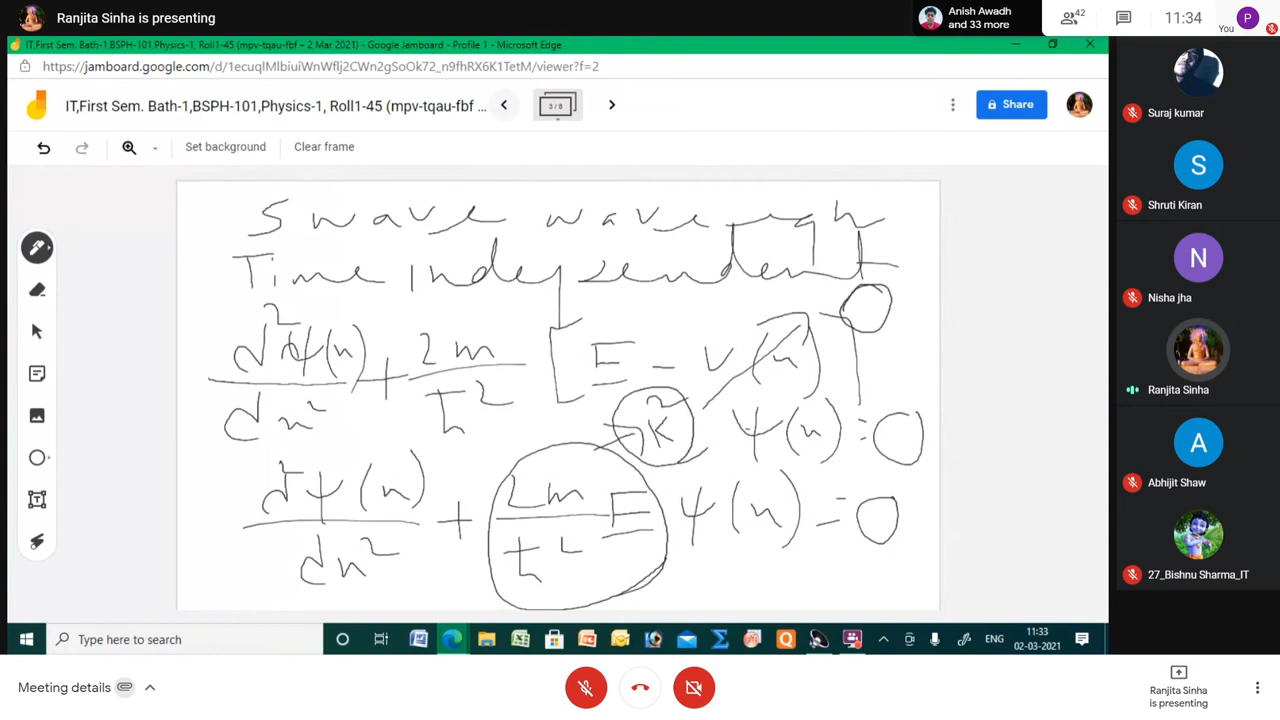 Ranjita Sinha is presenting
Anish Awadh
and 33 more
42
11:34
You
P
IT,First Sem. Bath-1,BSPH-101,Physics-1, Roll1-45 (mpv-tqau-fbf – 2 Mar 2021) - Google Jamboard - Profile 1 - Microsoft Edge
https://jamboard.google.com/d/1ecuqIMlbiuiWnWflj2CWn2gSoOk72_n9fhRX6K1TetM/viewer?f=2
IT,First Sem. Bath-1,BSPH-101,Physics-1, Roll1-45 (mpv-tqau-fbf ...
3 / 8
Share
Set background
Clear frame
S wave wave eqn
Time independent
d²ψ(x)/dx² + 2m/ħ² [E - V(x)] ψ(x) = 0
0
k²
d²ψ(x)/dx² + 2mE/ħ² ψ(x) = 0
Suraj kumar
S
Shruti Kiran
N
Nisha jha
Ranjita Sinha
A
Abhijit Shaw
27_Bishnu Sharma_IT
Type here to search
ENG
11:33
02-03-2021
Meeting details
Ranjita Sinha
is presenting